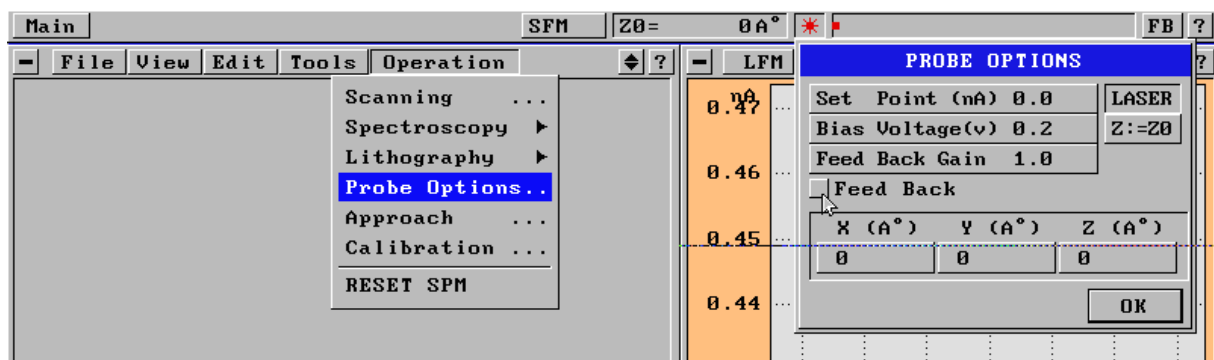 Main SFM Z0= 0A° FB ?
File View Edit Tools Operation ? LFM ?
Scanning ...
Spectroscopy
Lithography
Probe Options..
Approach ...
Calibration ...
RESET SPM
nA
0.47
0.46
0.45
0.44
PROBE OPTIONS
Set Point (nA) 0.0 LASER
Bias Voltage(v) 0.2 Z:=Z0
Feed Back Gain 1.0
Feed Back
X (A°) Y (A°) Z (A°)
0 0 0
OK